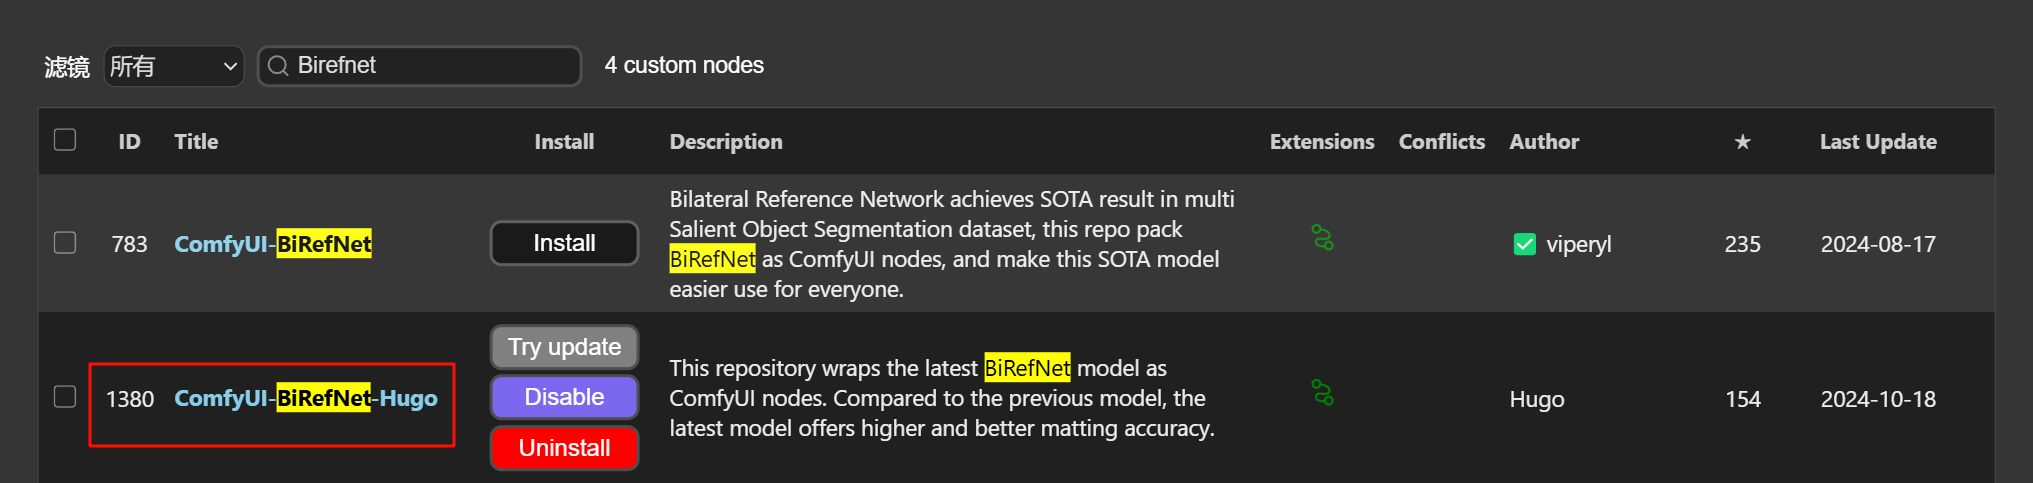 滤镜 所有 Birefnet 4 custom nodes
ID Title Install Description Extensions Conflicts Author ★ Last Update
783 ComfyUI-BiRefNet Install
Bilateral Reference Network achieves SOTA result in multi
Salient Object Segmentation dataset, this repo pack
BiRefNet as ComfyUI nodes, and make this SOTA model
easier use for everyone.
viperyl 235 2024-08-17
1380 ComfyUI-BiRefNet-Hugo
Try update
Disable
Uninstall
This repository wraps the latest BiRefNet model as
ComfyUI nodes. Compared to the previous model, the
latest model offers higher and better matting accuracy.
Hugo 154 2024-10-18